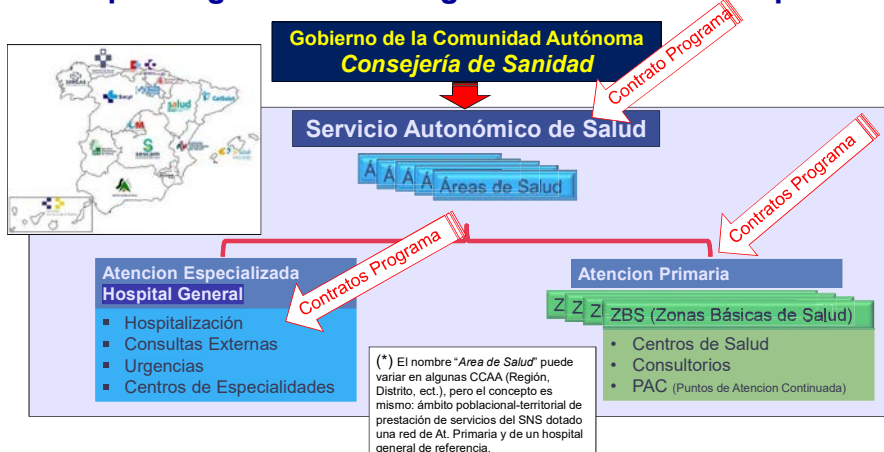 Gobierno de la Comunidad Autónoma
Consejería de Sanidad
Contrato Programa
Servicio Autonómico de Salud
Á Á Á Á Áreas de Salud
Contratos Programa
Contratos Programa
Atencion Especializada
Hospital General
▪ Hospitalización
▪ Consultas Externas
▪ Urgencias
▪ Centros de Especialidades
Atencion Primaria
Z Z Z ZBS (Zonas Básicas de Salud)
• Centros de Salud
• Consultorios
• PAC (Puntos de Atencion Continuada)
(*) El nombre “Area de Salud” puede
variar en algunas CCAA (Región,
Distrito, ect.), pero el concepto es
mismo: ámbito poblacional-territorial de
prestación de servicios del SNS dotado
una red de At. Primaria y de un hospital
general de referencia.
Sacyl
salud
CatSalut
sescam